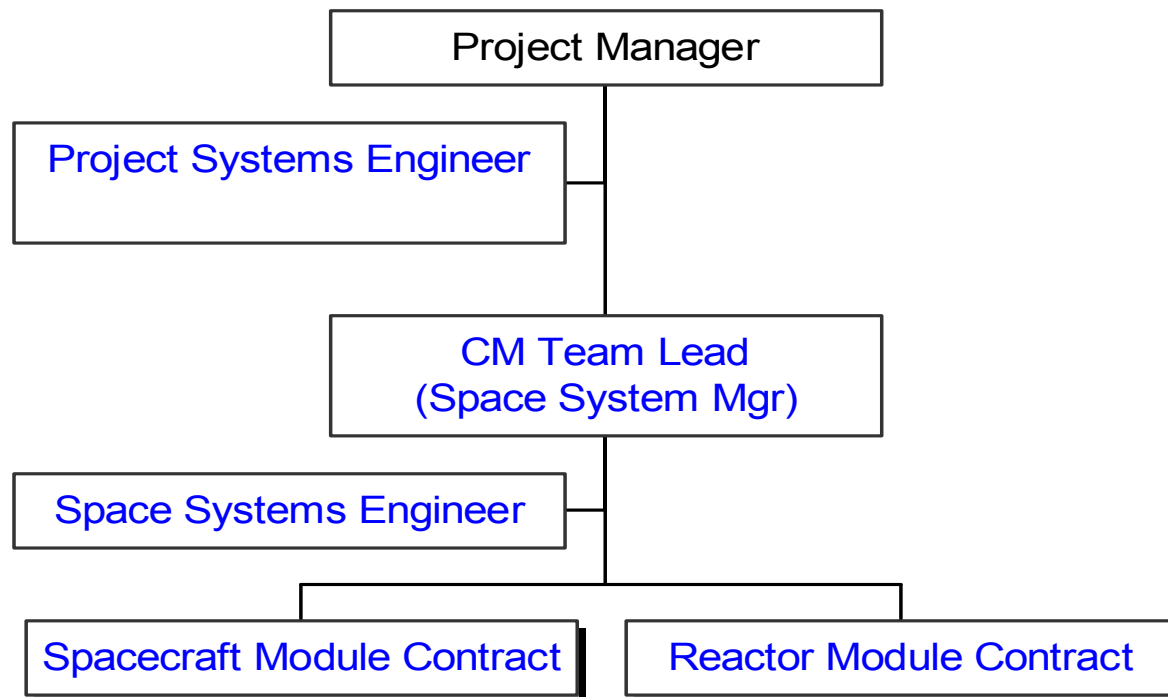 Project Manager
Project Systems Engineer
CM Team Lead
(Space System Mgr)
Space Systems Engineer
Spacecraft Module Contract
Reactor Module Contract